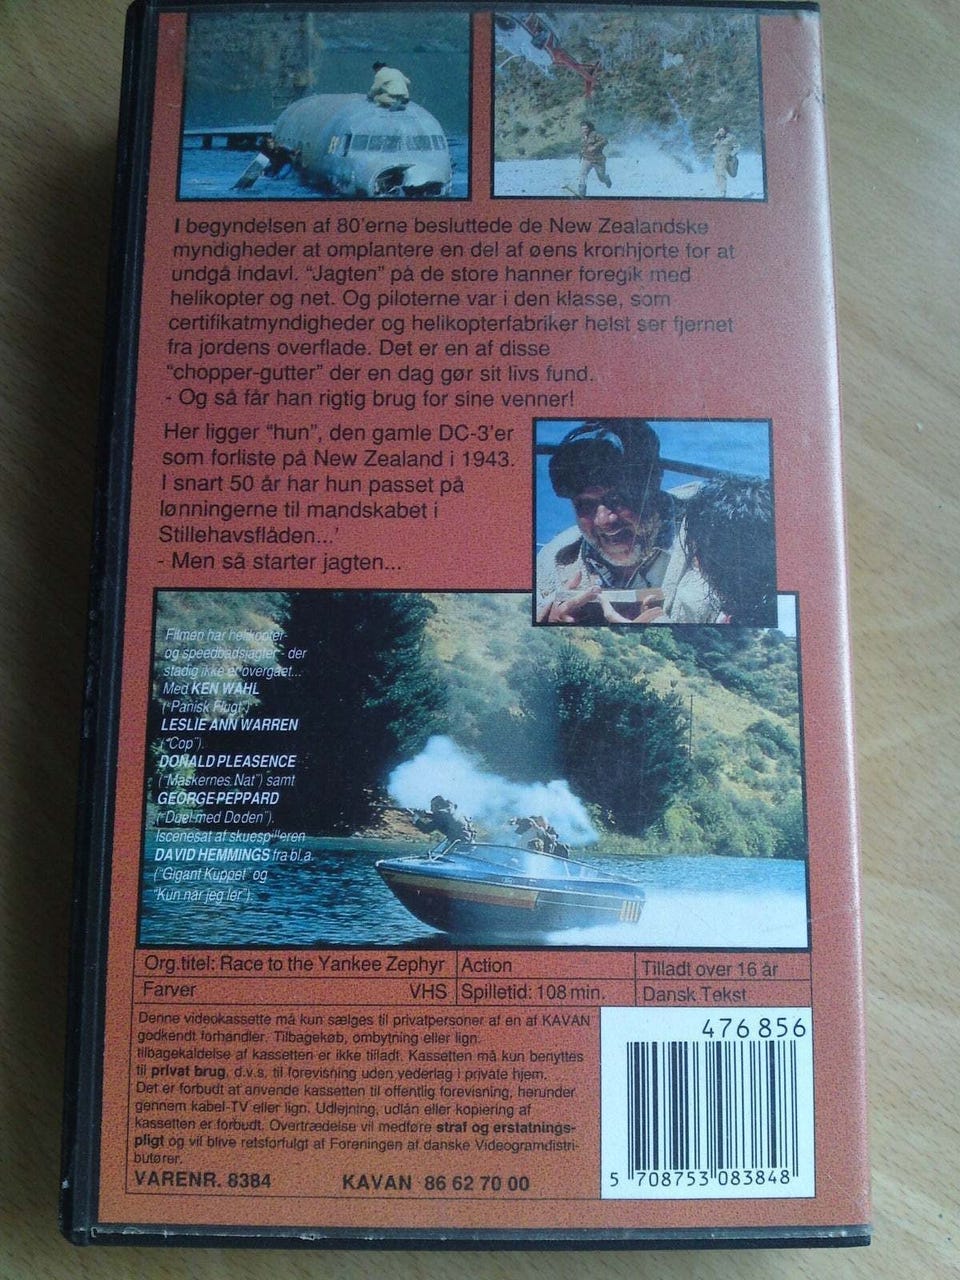 I begyndelsen af 80'erne besluttede de New Zealandske
myndigheder at omplantere en del af øens kronhjorte for at
undgå indavl. "Jagten" på de store hanner foregik med
helikopter og net. Og piloterne var i den klasse, som
certifikatmyndigheder og helikopterfabriker helst ser fjernet
fra jordens overflade. Det er en af disse
"chopper-gutter" der en dag gør sit livs fund.
- Og så får han rigtig brug for sine venner!
Her ligger "hun", den gamle DC-3'er
som forliste på New Zealand i 1943.
I snart 50 år har hun passet på
lønningerne til mandskabet i
Stillehavsflåden...'
- Men så starter jagten...
Filmen har helikopter-
og speedbådsjagter - der
stadig ikke er overgået...
Med KEN WAHL
("Panisk Flugt")
LESLIE ANN WARREN
("Cop").
DONALD PLEASENCE
("Maskernes Nat") samt
GEORGE PEPPARD
("Duel med Døden").
Iscenesat af skuespilleren
DAVID HEMMINGS fra bl.a.
("Gigant Kuppet" og
"Kun når jeg ler").
Org.titel: Race to the Yankee Zephyr Action Tilladt over 16 år
Farver VHS Spilletid: 108 min. Dansk Tekst
Denne videokassette må kun sælges til privatpersoner af en af KAVAN
godkendt forhandler. Tilbagekøb, ombytning eller lign.
tilbagekaldelse af kassetten er ikke tilladt. Kassetten må kun benyttes
til privat brug, d.v.s. til forevisning uden vederlag i private hjem.
Det er forbudt at anvende kassetten til offentlig forevisning, herunder
gennem kabel-TV eller lign. Udlejning, udlån eller kopiering af
kassetten er forbudt. Overtrædelse vil medføre straf og erstatnings-
pligt og vil blive retsforfulgt af Foreningen af danske Videogramdistri-
butører.
VARENR. 8384 KAVAN 86 62 70 00
476856
5 708753 083848